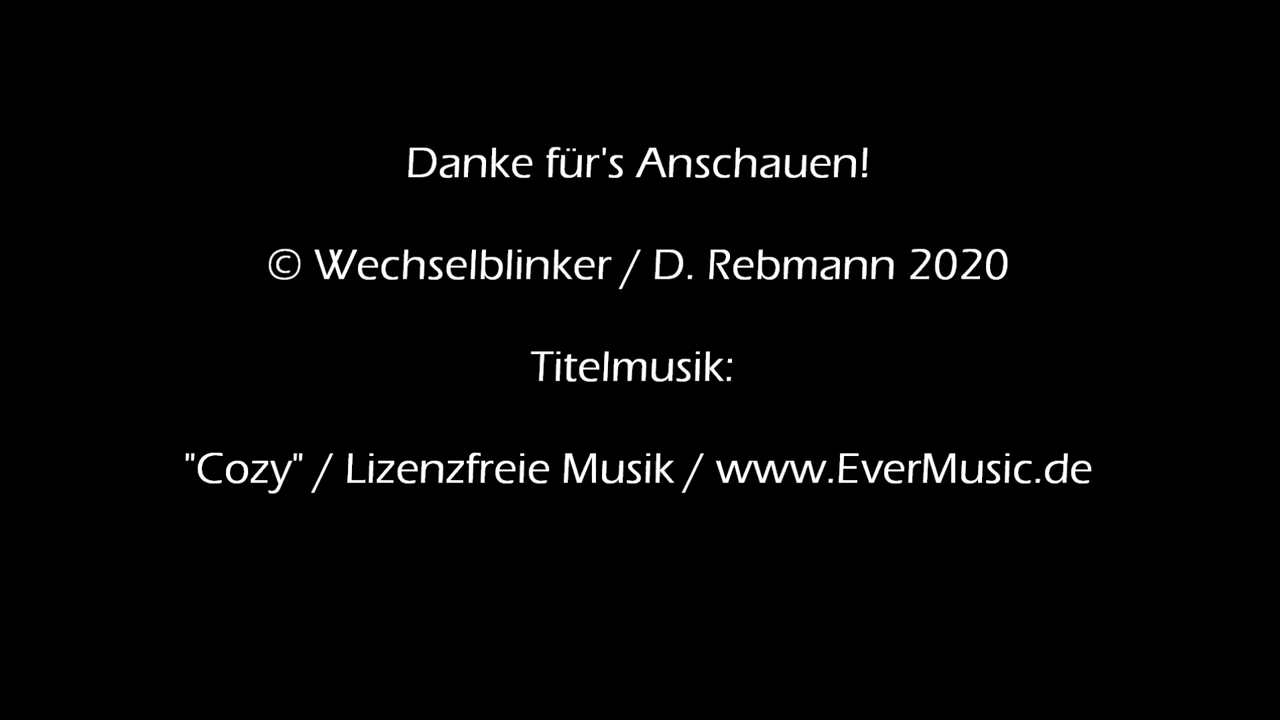 Danke für's Anschauen!
© Wechselblinker / D. Rebmann 2020
Titelmusik:
"Cozy" / Lizenzfreie Musik / www.EverMusic.de